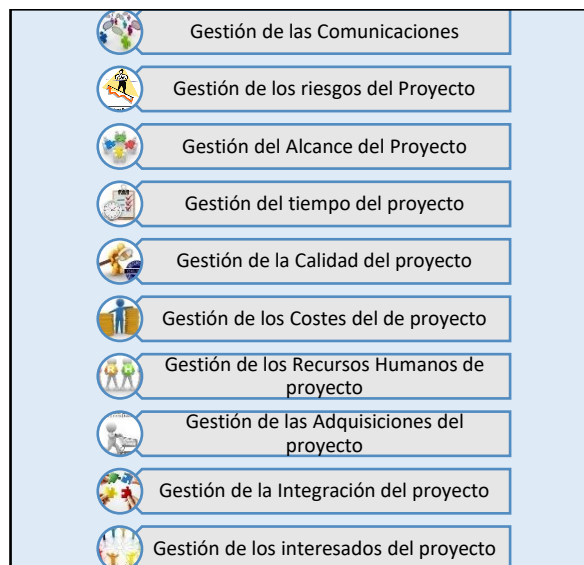 Gestión de las Comunicaciones
Gestión de los riesgos del Proyecto
Gestión del Alcance del Proyecto
Gestión del tiempo del proyecto
Gestión de la Calidad del proyecto
Gestión de los Costes del de proyecto
Gestión de los Recursos Humanos de
proyecto
Gestión de las Adquisiciones del
proyecto
Gestión de la Integración del proyecto
Gestión de los interesados del proyecto